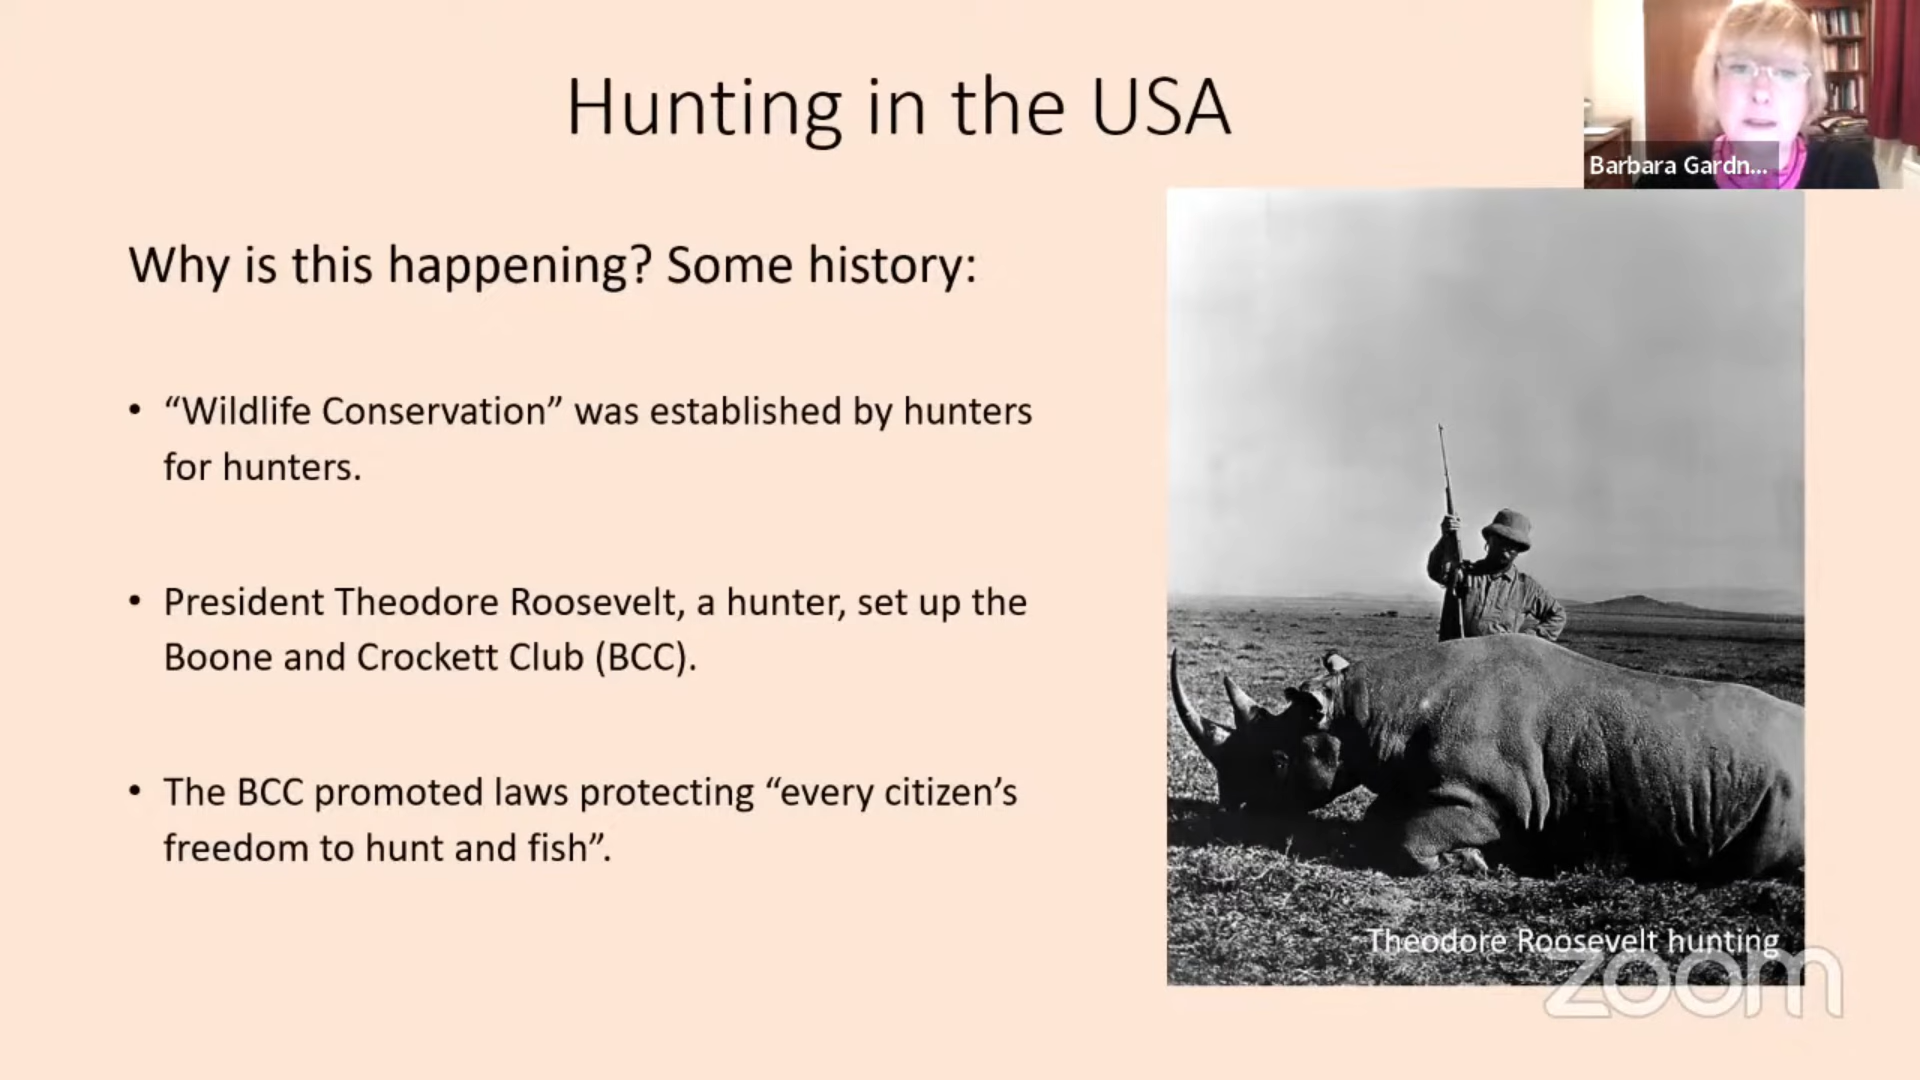 Hunting in the USA
Barbara Gardn...
Why is this happening? Some history:
• “Wildlife Conservation” was established by hunters
for hunters.
• President Theodore Roosevelt, a hunter, set up the
Boone and Crockett Club (BCC).
• The BCC promoted laws protecting “every citizen’s
freedom to hunt and fish”.
Theodore Roosevelt hunting
zoom